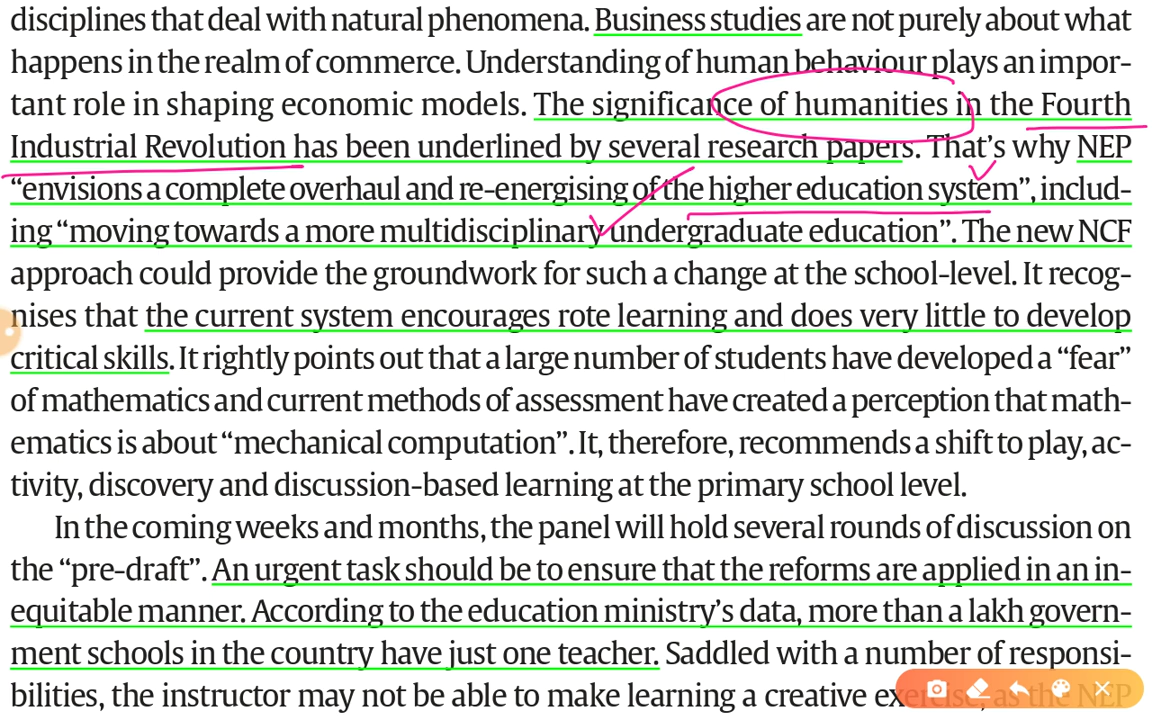 disciplines that deal with natural phenomena. Business studies are not purely about what
happens in the realm of commerce. Understanding of human behaviour plays an impor-
tant role in shaping economic models. The significance of humanities in the Fourth
Industrial Revolution has been underlined by several research papers. That's why NEP
“envisions a complete overhaul and re-energising of the higher education system”, includ-
ing “moving towards a more multidisciplinary undergraduate education”. The new NCF
approach could provide the groundwork for such a change at the school-level. It recog-
nises that the current system encourages rote learning and does very little to develop
critical skills. It rightly points out that a large number of students have developed a “fear”
of mathematics and current methods of assessment have created a perception that math-
ematics is about “mechanical computation”. It, therefore, recommends a shift to play, ac-
tivity, discovery and discussion-based learning at the primary school level.
In the coming weeks and months, the panel will hold several rounds of discussion on
the “pre-draft”. An urgent task should be to ensure that the reforms are applied in an in-
equitable manner. According to the education ministry's data, more than a lakh govern-
ment schools in the country have just one teacher. Saddled with a number of responsi-
bilities, the instructor may not be able to make learning a creative exercise, as the NEP